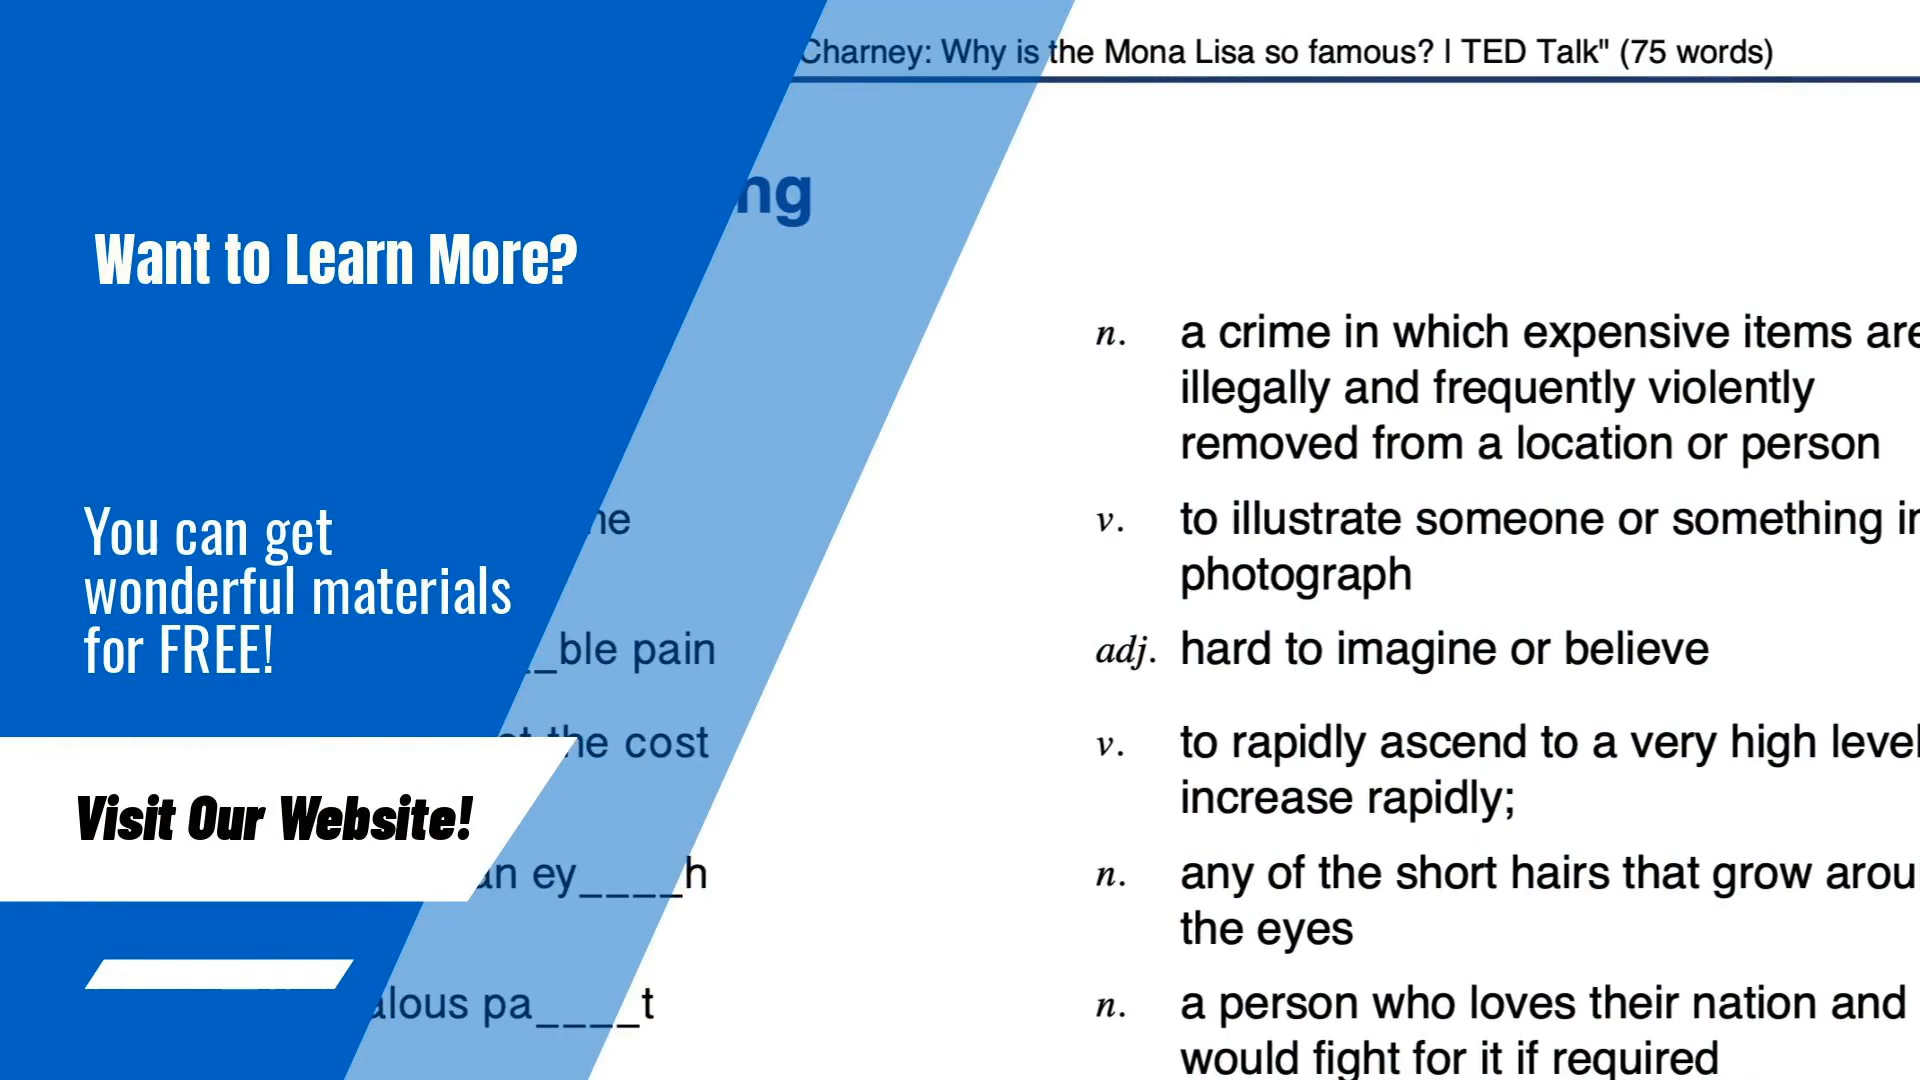 Charney: Why is the Mona Lisa so famous? | TED Talk" (75 words)
ng
Want to Learn More?
You can get
wonderful materials
for FREE!
Visit Our Website!
n. a crime in which expensive items are
illegally and frequently violently
removed from a location or person
v. to illustrate someone or something in
photograph
_ble pain adj. hard to imagine or believe
the cost v. to rapidly ascend to a very high level
increase rapidly;
an ey____h n. any of the short hairs that grow arou
the eyes
alous pa____t n. a person who loves their nation and
would fight for it if required